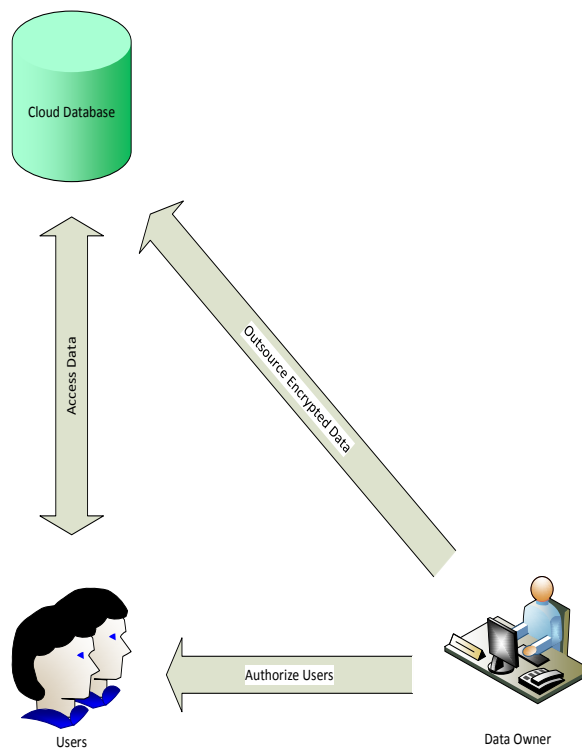 Cloud Database
Access Data
Outsource Encrypted Data
Authorize Users
Users
Data Owner